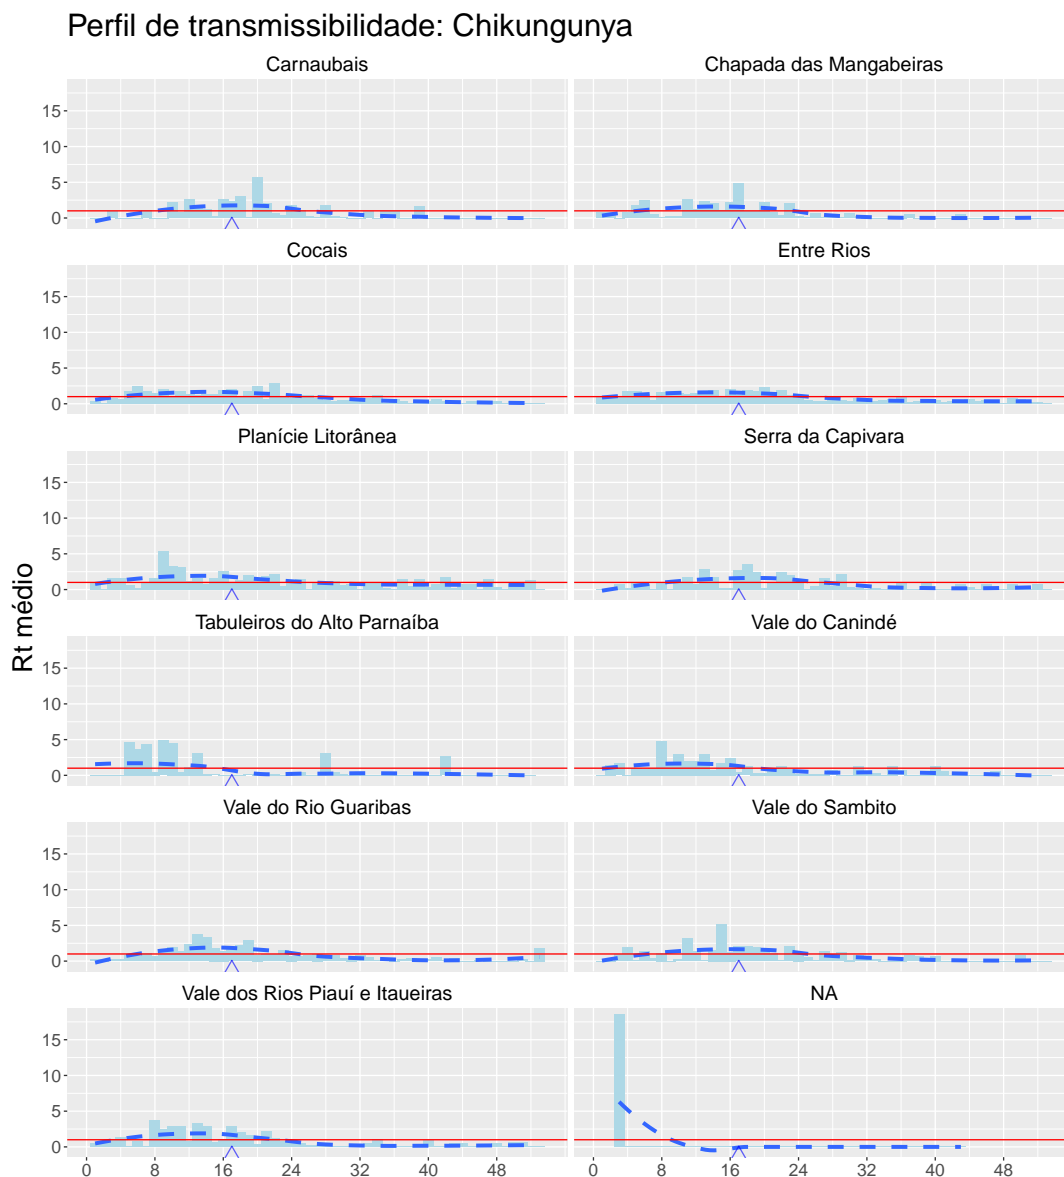 Perfil de transmissibilidade: Chikungunya
Carnaubais
Chapada das Mangabeiras
15
10
5
0
Cocais
Entre Rios
15
10
5
0
Planície Litorânea
Serra da Capivara
15
10
5
0
Rt médio
Tabuleiros do Alto Parnaíba
Vale do Canindé
15
10
5
0
Vale do Rio Guaribas
Vale do Sambito
15
10
5
0
Vale dos Rios Piauí e Itaueiras
NA
15
10
5
0
0 8 16 24 32 40 48
0 8 16 24 32 40 48